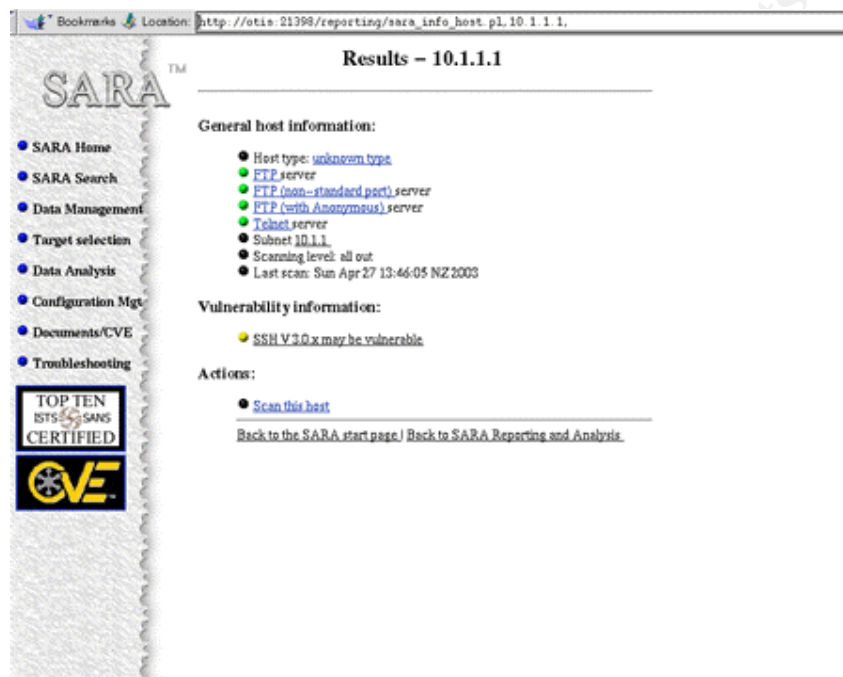 Bookmarks Location: http://otis:21398/reporting/sara_info_host.pl,10.1.1.1,
SARA TM
Results – 10.1.1.1
SARA Home
SARA Search
Data Management
Target selection
Data Analysis
Configuration Mgt
Documents/CVE
Troubleshooting
TOP TEN
ISTS SANS
CERTIFIED
CVE
General host information:
Host type: unknown type
FTP server
FTP (non-standard port) server
FTP (with Anonymous) server
Telnet server
Subnet 10.1.1
Scanning level: all out
Last scan: Sun Apr 27 13:46:05 NZ 2003
Vulnerability information:
SSH V 3.0.x may be vulnerable
Actions:
Scan this host
Back to the SARA start page | Back to SARA Reporting and Analysis